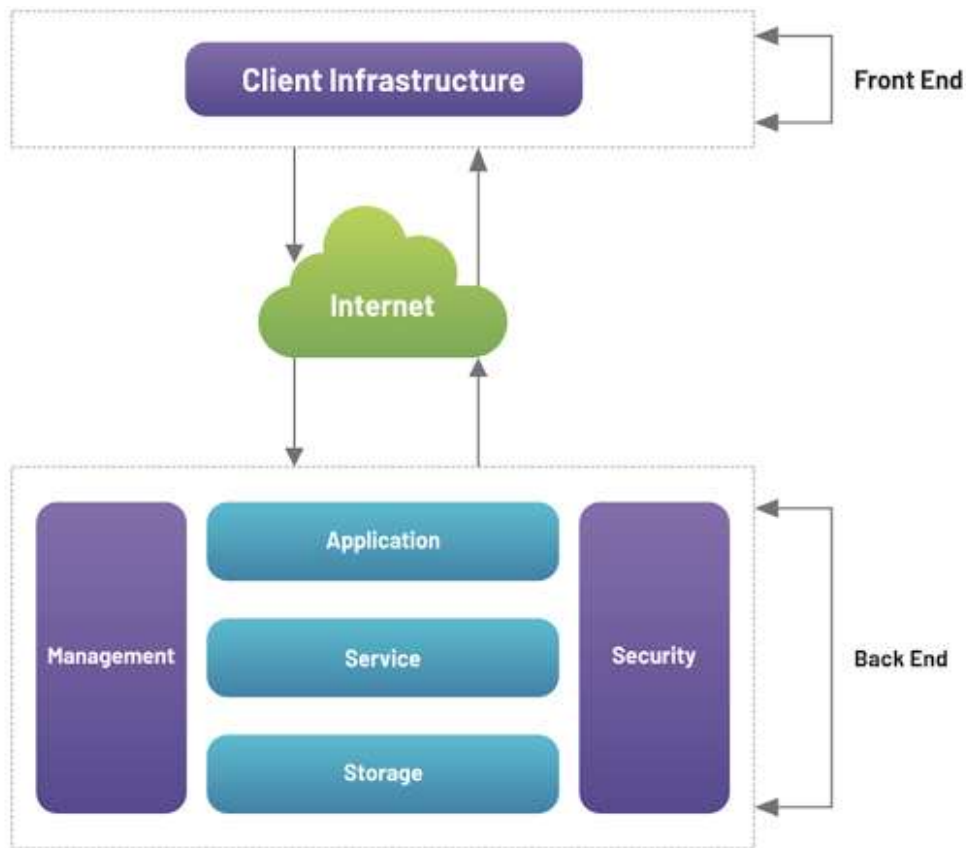 Client Infrastructure
Front End
Internet
Application
Management
Service
Security
Back End
Storage